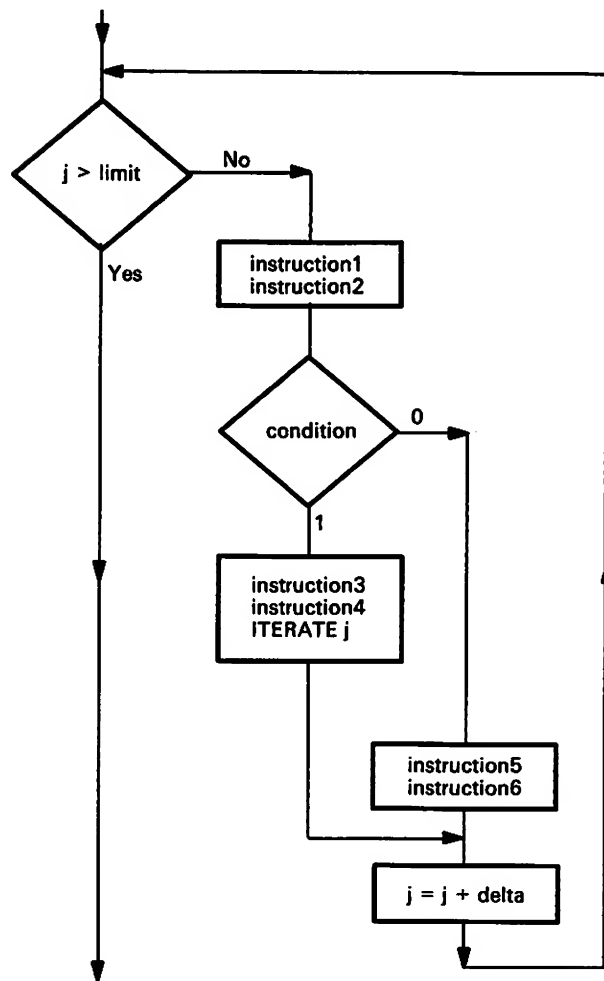 j > limit
No
Yes
instruction1
instruction2
condition
0
1
instruction3
instruction4
ITERATE j
instruction5
instruction6
j = j + delta